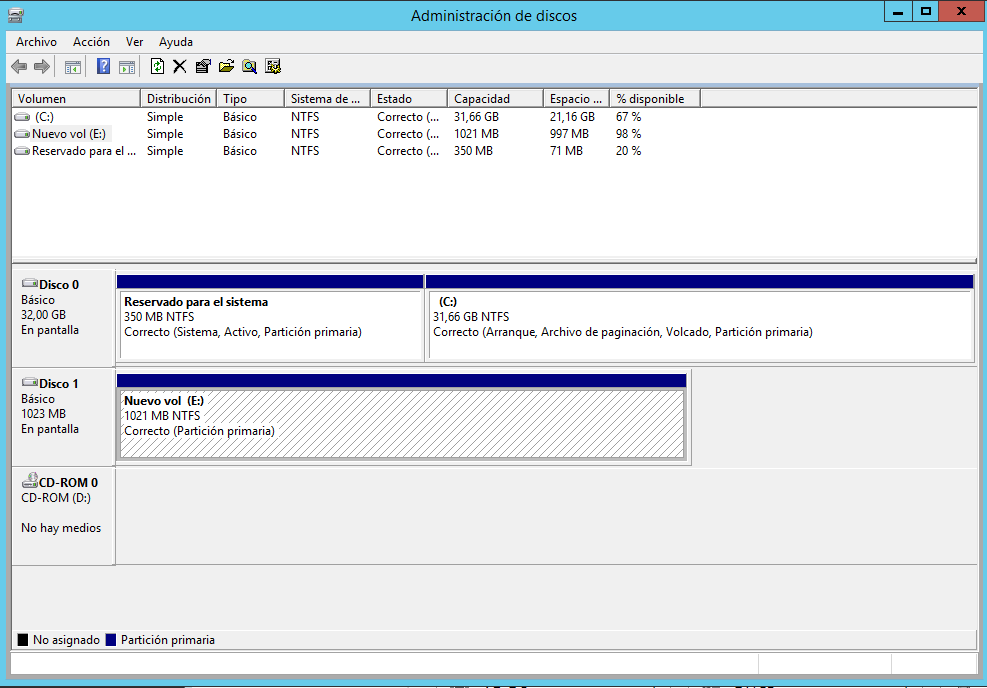 Administración de discos
Archivo Acción Ver Ayuda
Volumen Distribución Tipo Sistema de ... Estado Capacidad Espacio ... % disponible
(C:) Simple Básico NTFS Correcto (... 31,66 GB 21,16 GB 67 %
Nuevo vol (E:) Simple Básico NTFS Correcto (... 1021 MB 997 MB 98 %
Reservado para el ... Simple Básico NTFS Correcto (... 350 MB 71 MB 20 %
Disco 0
Básico
32,00 GB
En pantalla
Reservado para el sistema
350 MB NTFS
Correcto (Sistema, Activo, Partición primaria)
(C:)
31,66 GB NTFS
Correcto (Arranque, Archivo de paginación, Volcado, Partición primaria)
Disco 1
Básico
1023 MB
En pantalla
Nuevo vol (E:)
1021 MB NTFS
Correcto (Partición primaria)
CD-ROM 0
CD-ROM (D:)
No hay medios
No asignado Partición primaria